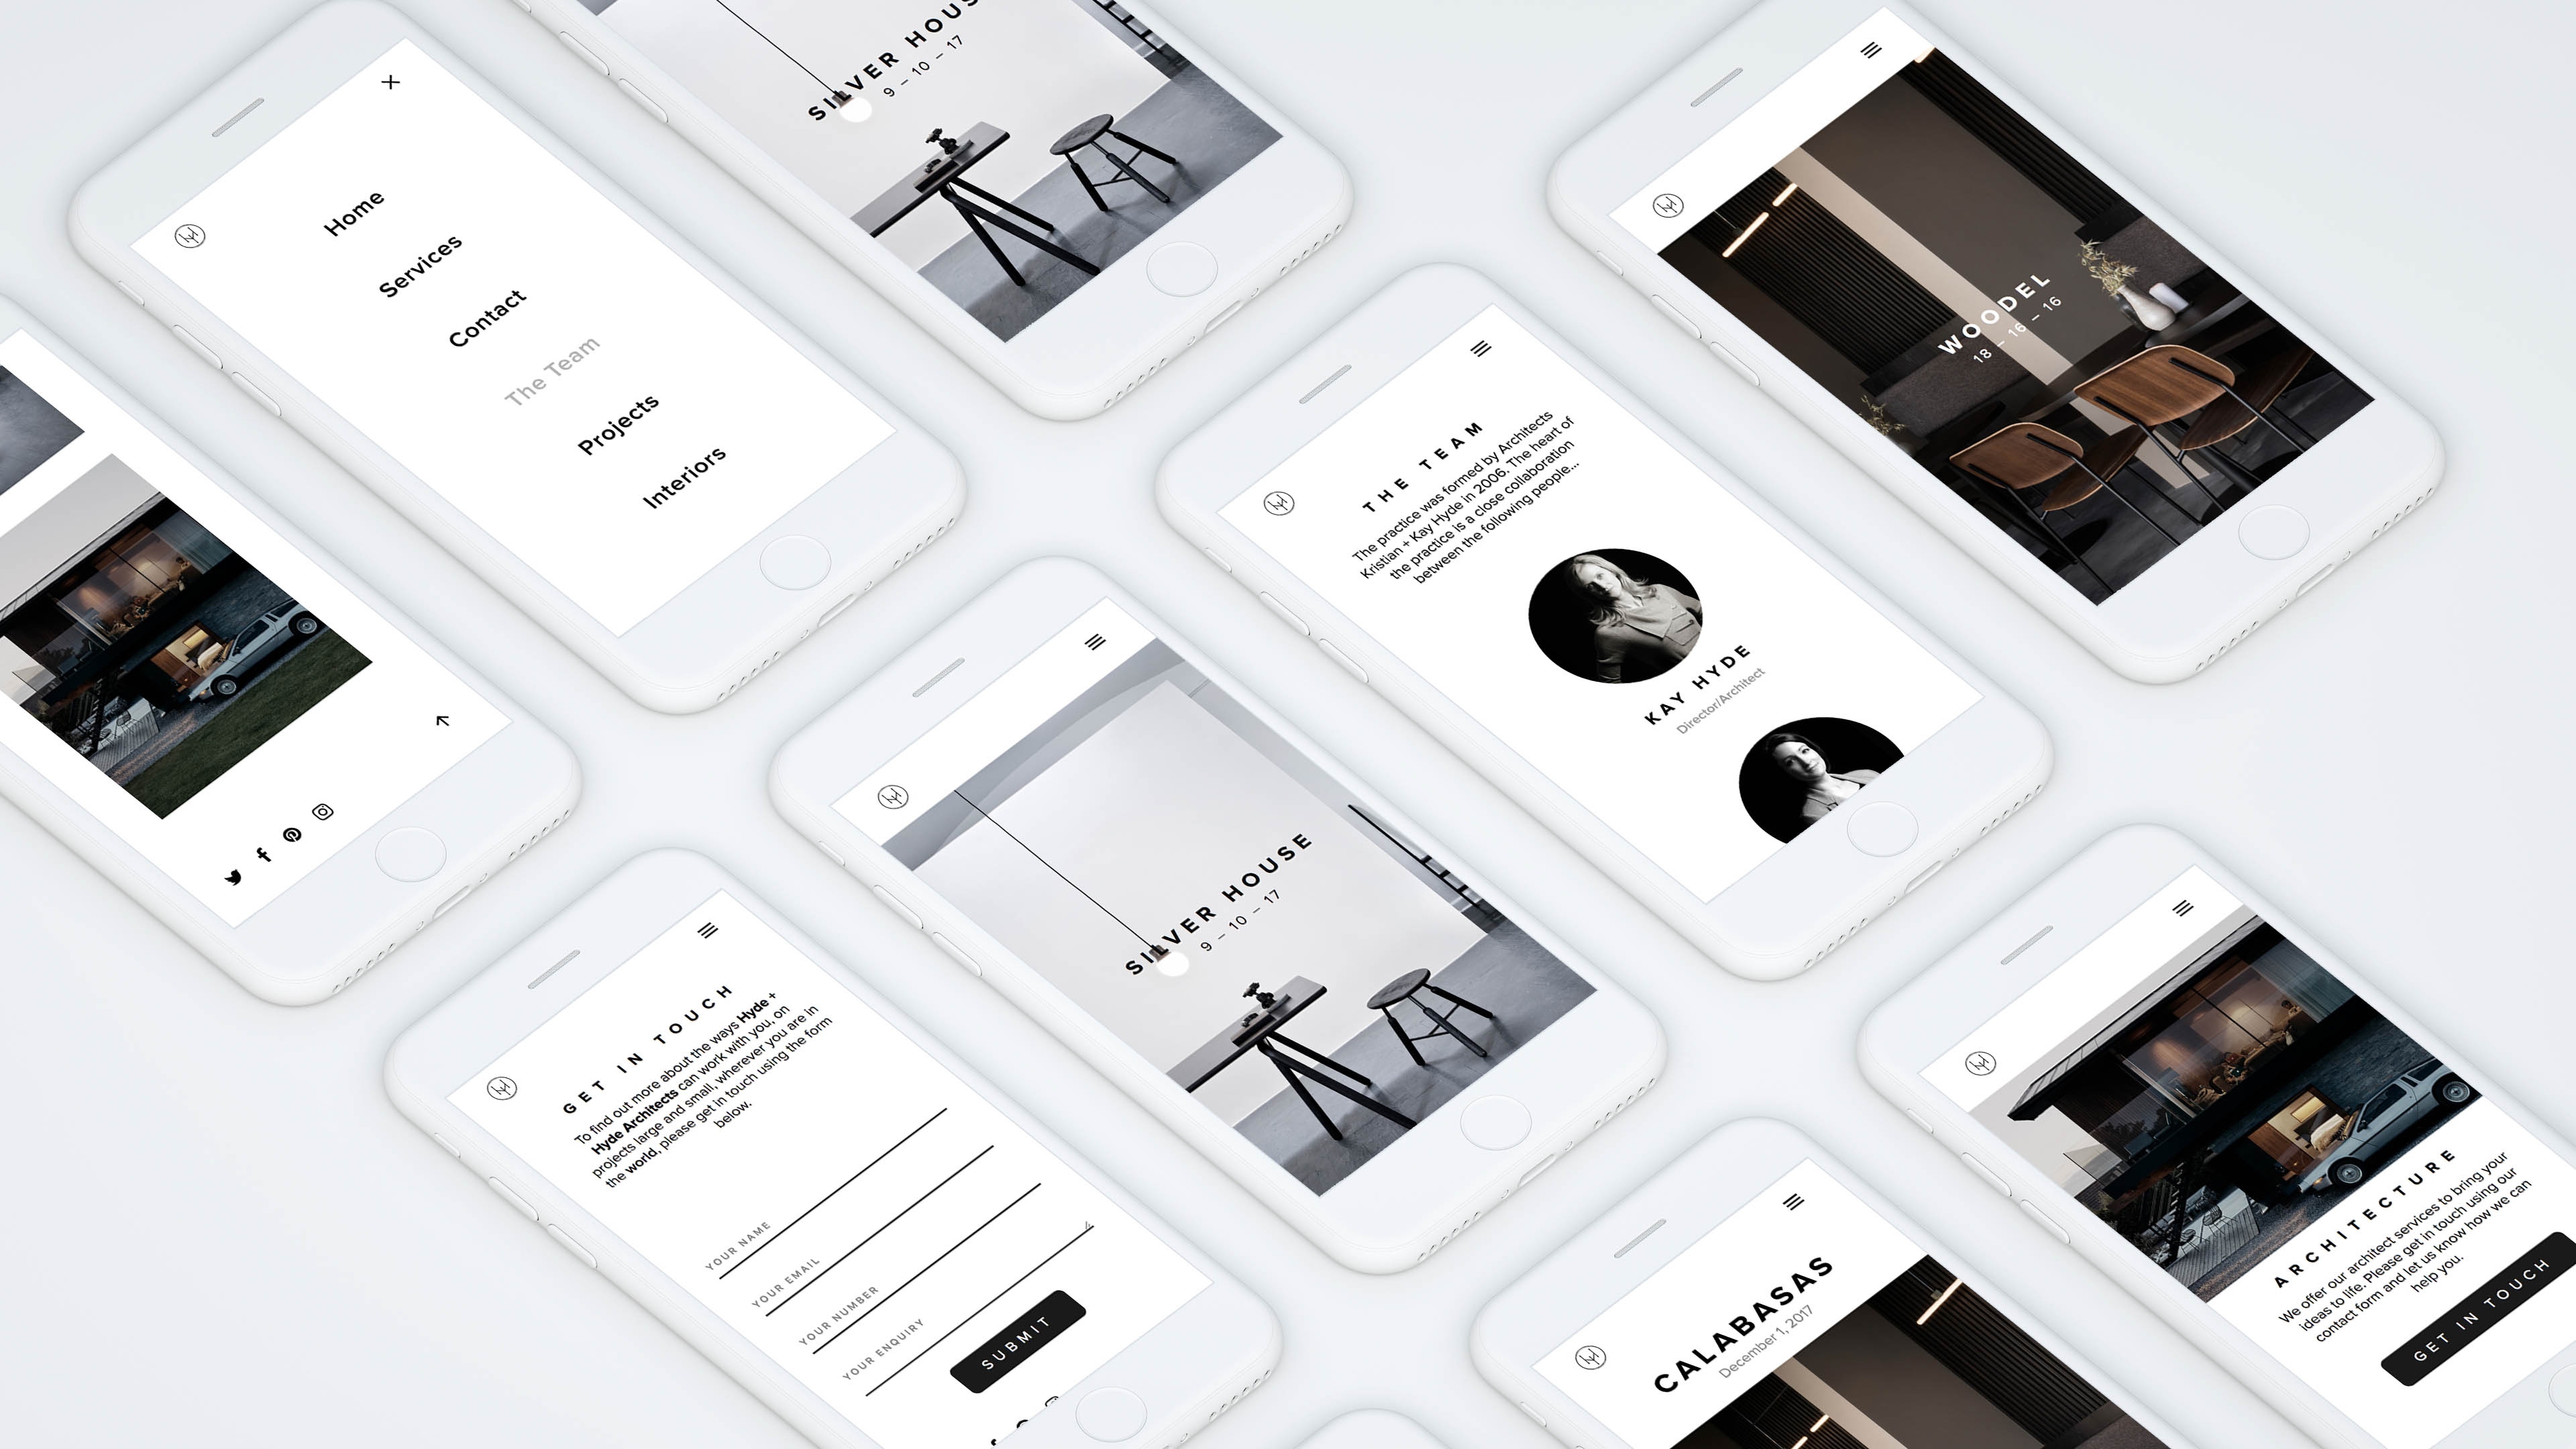 Home
Services
Contact
The Team
Projects
Interiors
SILVER HOUSE
9 – 10 – 17
WOODEL
18 – 16 – 16
THE TEAM
The practice was formed by Architects
Kristian + Kay Hyde in 2006. The heart of
the practice is a close collaboration
between the following people...
KAY HYDE
Director/Architect
SILVER HOUSE
9 – 10 – 17
GET IN TOUCH
To find out more about the ways Hyde +
Hyde Architects can work with you, on
projects large and small, wherever you are in
the world, please get in touch using the form
below.
YOUR NAME
YOUR EMAIL
YOUR NUMBER
YOUR ENQUIRY
SUBMIT
CALABASAS
December 1, 2017
ARCHITECTURE
We offer our architect services to bring your
ideas to life. Please get in touch using our
contact form and let us know how we can
help you.
GET IN TOUCH